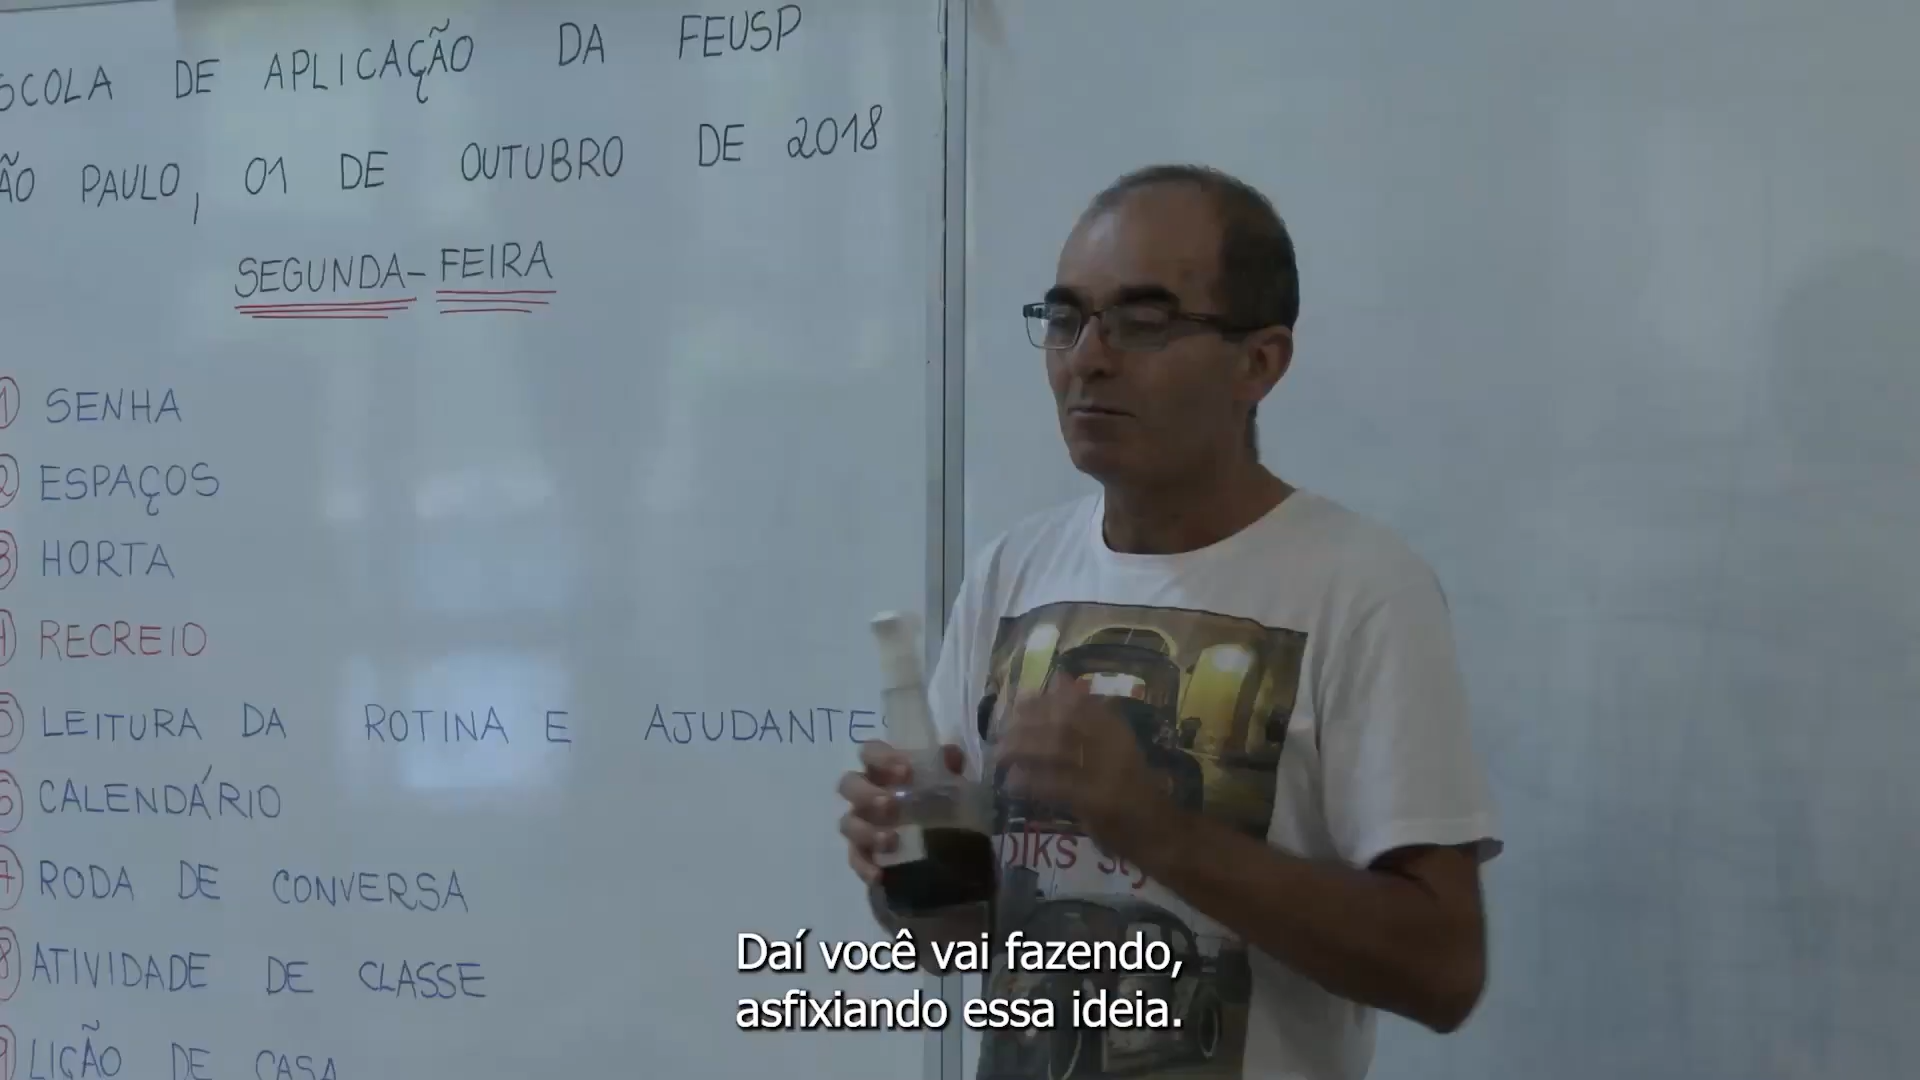 SCOLA DE APLICAÇÃO DA FEUSP
ÃO PAULO, 01 DE OUTUBRO DE 2018
SEGUNDA-FEIRA
1 SENHA
2 ESPAÇOS
3 HORTA
4 RECREIO
5 LEITURA DA ROTINA E AJUDANTES
6 CALENDÁRIO
7 RODA DE CONVERSA
8 ATIVIDADE DE CLASSE
9 LIÇÃO DE CASA
olks
Daí você vai fazendo,
asfixiando essa ideia.